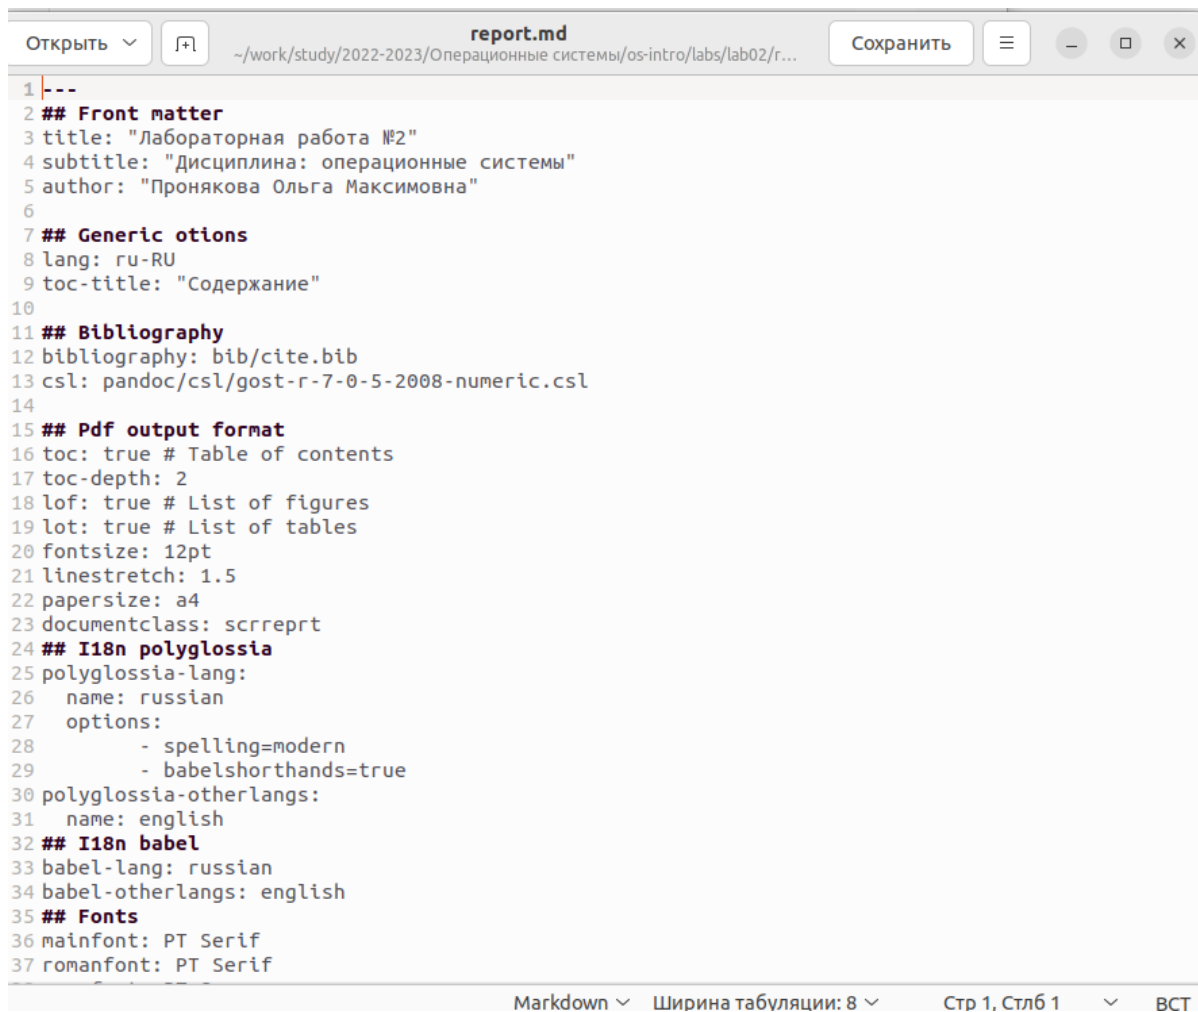 Открыть
report.md
~/work/study/2022-2023/Операционные системы/os-intro/labs/lab02/r...
Сохранить
1 ---
2 ## Front matter
3 title: "Лабораторная работа №2"
4 subtitle: "Дисциплина: операционные системы"
5 author: "Пронякова Ольга Максимовна"
6
7 ## Generic otions
8 lang: ru-RU
9 toc-title: "Содержание"
10
11 ## Bibliography
12 bibliography: bib/cite.bib
13 csl: pandoc/csl/gost-r-7-0-5-2008-numeric.csl
14
15 ## Pdf output format
16 toc: true # Table of contents
17 toc-depth: 2
18 lof: true # List of figures
19 lot: true # List of tables
20 fontsize: 12pt
21 linestretch: 1.5
22 papersize: a4
23 documentclass: scrreprt
24 ## I18n polyglossia
25 polyglossia-lang:
26   name: russian
27   options:
28         - spelling=modern
29         - babelshorthands=true
30 polyglossia-otherlangs:
31   name: english
32 ## I18n babel
33 babel-lang: russian
34 babel-otherlangs: english
35 ## Fonts
36 mainfont: PT Serif
37 romanfont: PT Serif
Markdown Ширина табуляции: 8 Стр 1, Стлб 1 ВСТ